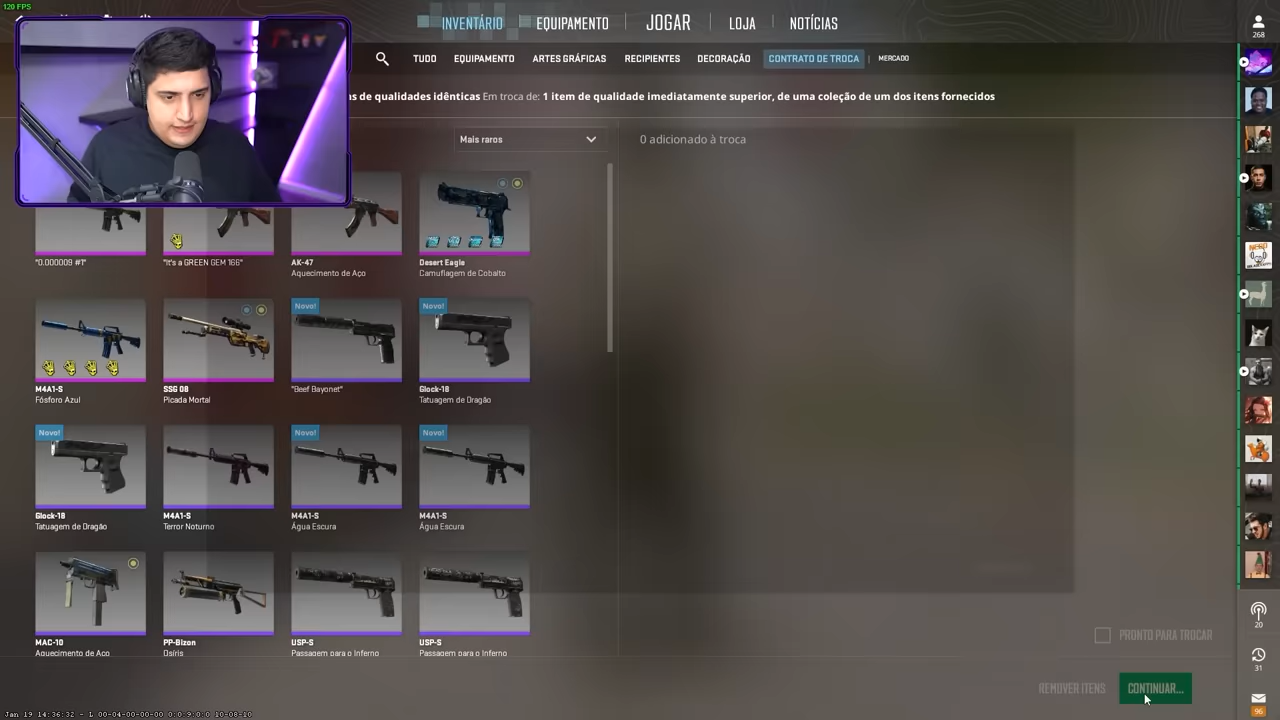 120 FPS
INVENTÁRIO
EQUIPAMENTO
JOGAR
LOJA
NOTÍCIAS
268
TUDO
EQUIPAMENTO
ARTES GRÁFICAS
RECIPIENTES
DECORAÇÃO
CONTRATO DE TROCA
MERCADO
s de qualidades idênticas Em troca de: 1 item de qualidade imediatamente superior, de uma coleção de um dos itens fornecidos
Mais raros
0 adicionado à troca
"0.000009 #1"
"It's a GREEN GEM 166"
AK-47
Aquecimento de Aço
Desert Eagle
Camuflagem de Cobalto
Novo!
Novo!
M4A1-S
Fósforo Azul
SSG 08
Picada Mortal
"Beef Bayonet"
Glock-18
Tatuagem de Dragão
Novo!
Novo!
Novo!
Glock-18
Tatuagem de Dragão
M4A1-S
Terror Noturno
M4A1-S
Água Escura
M4A1-S
Água Escura
MAC-10
Aquecimento de Aço
PP-Bizon
Osíris
USP-S
Passagem para o Inferno
USP-S
Passagem para o Inferno
PRONTO PARA TROCAR
REMOVER ITENS
CONTINUAR...
20
31
96